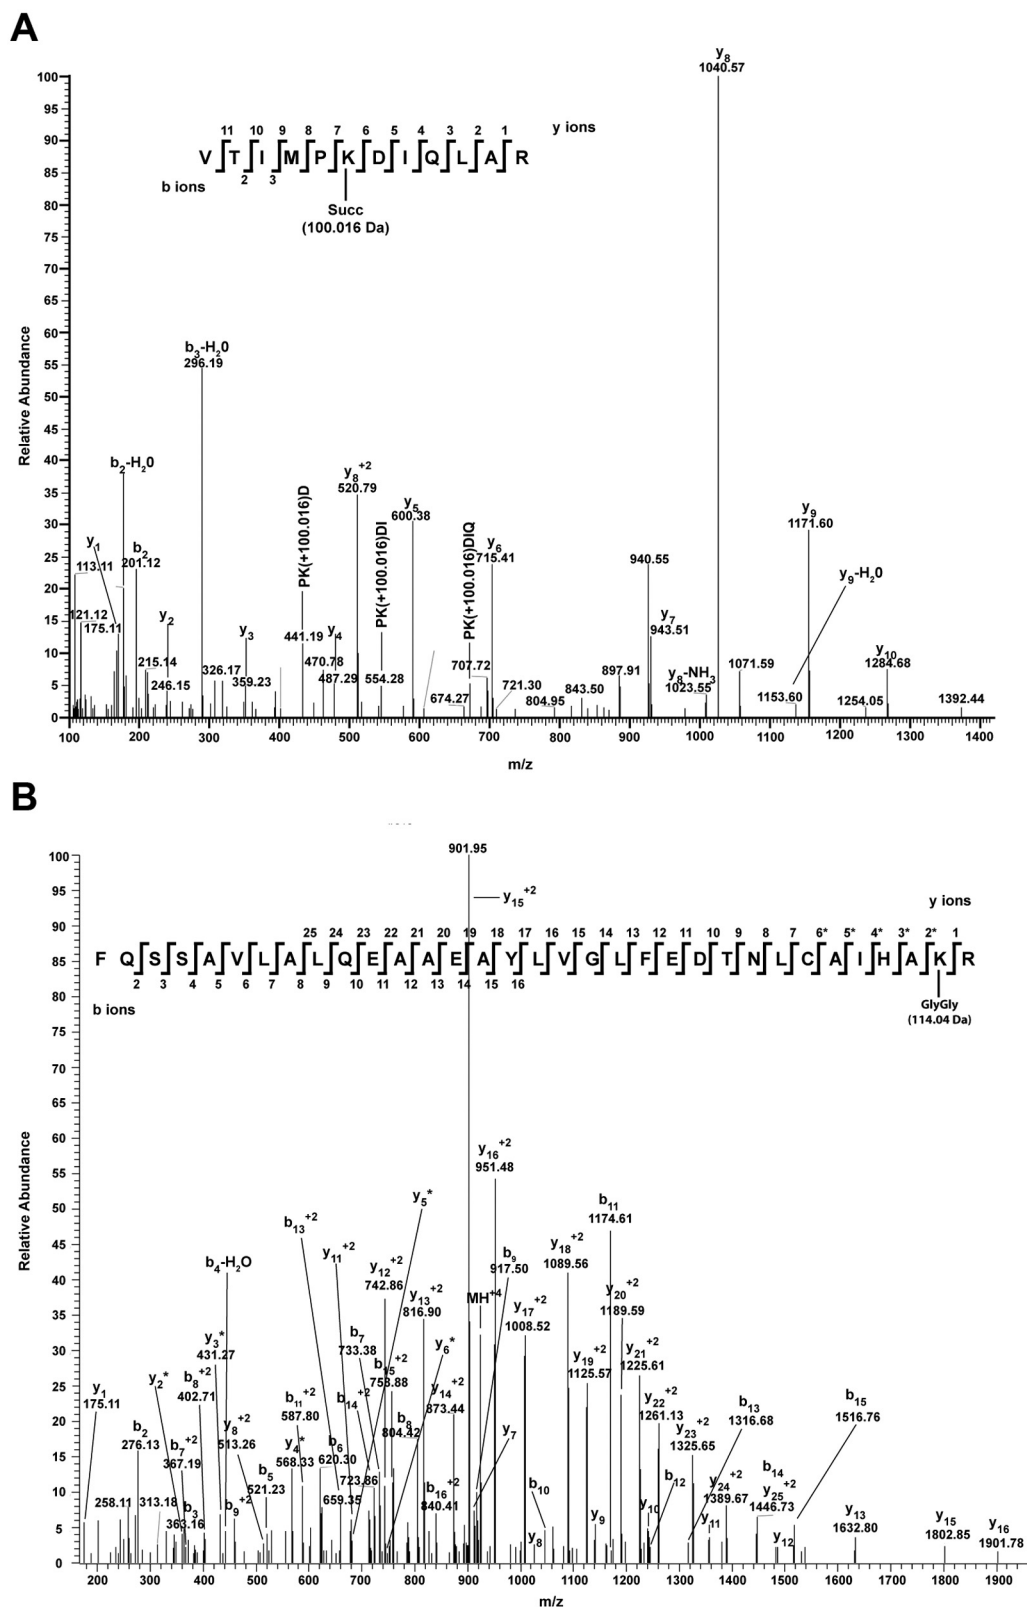 A
y8
1040.57
100
95
90
85
80
75
70
65
60
55
50
45
40
35
30
25
20
15
10
5
0
Relative Abundance
11 10 9 8 7 6 5 4 3 2 1
y ions
V T I M P K D I Q L A R
2 3
b ions
Succ
(100.016 Da)
b3-H20
296.19
b2-H20
y1
113.11
b2
201.12
121.12
175.11
y2
215.14
246.15
326.17
y3
359.23
PK(+100.016)D
441.19
470.78
y4
487.29
y8+2
520.79
PK(+100.016)DI
554.28
y5
600.38
PK(+100.016)DIQ
674.27
707.72
y6
715.41
721.30
804.95
843.50
897.91
940.55
y7
943.51
y8-NH3
1023.55
1071.59
1153.60
y9
1171.60
y9-H20
1254.05
y10
1284.68
1392.44
100 200 300 400 500 600 700 800 900 1000 1100 1200 1300 1400
m/z
B
901.95
y15+2
100
95
90
85
80
75
70
65
60
55
50
45
40
35
30
25
20
15
10
5
0
Relative Abundance
y ions
25 24 23 22 21 20 19 18 17 16 15 14 13 12 11 10 9 8 7 6* 5* 4* 3* 2* 1
F Q S S A V L A L Q E A A E A Y L V G L F E D T N L C A I H A K R
2 3 4 5 6 7 8 9 10 11 12 13 14 15 16
b ions
GlyGly
(114.04 Da)
y16+2
951.48
y5*
b13+2
y11+2
b4-H2O
y12+2
742.86
b9
917.50
y18+2
1089.56
b11
1174.61
y13+2
816.90
MH+4
y17+2
1008.52
y20+2
1189.59
y3*
431.27
b7
733.38
y6*
y1
175.11
y2*
b8+2
402.71
b15+2
758.88
y19+2
1125.57
y21+2
1225.61
b11+2
587.80
b14+2
y14+2
873.44
y22+2
1261.13
b13
1316.68
b15
1516.76
b2
276.13
b7+2
367.19
y8+2
513.26
b8
804.42
y7
y23+2
1325.65
y4*
568.33
b6
620.30
b5
521.23
723.86
b16+2
840.41
b10
b12
y24+2
1389.67
b14
y25+2
1446.73
258.11
313.18
b3
363.16
b9+2
659.35
y8
y9
y10
y11
y12
y13
1632.80
y15
1802.85
y16
1901.78
200 300 400 500 600 700 800 900 1000 1100 1200 1300 1400 1500 1600 1700 1800 1900
m/z